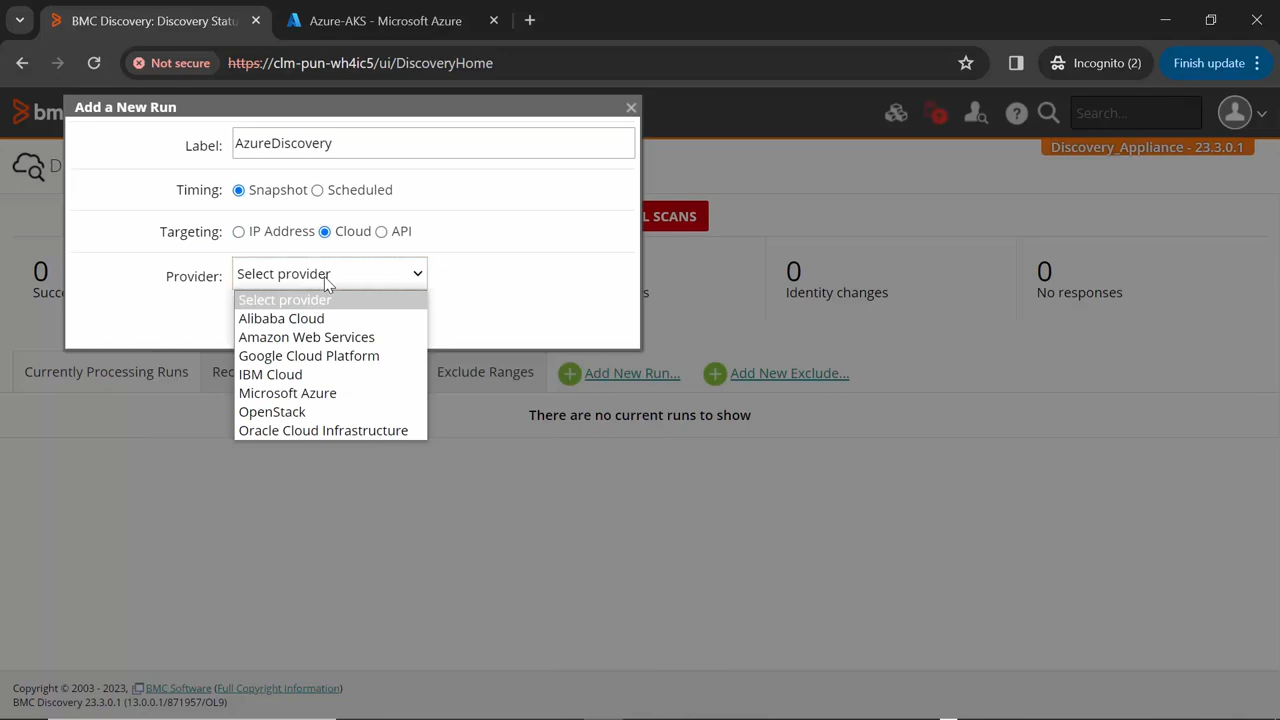 BMC Discovery: Discovery Statu
Azure-AKS - Microsoft Azure
Not secure
https://clm-pun-wh4ic5/ui/DiscoveryHome
Incognito (2)
Finish update
bm
Search...
Add a New Run
Label: AzureDiscovery
Timing: Snapshot Scheduled
Targeting: IP Address Cloud API
Provider: Select provider
Select provider
Alibaba Cloud
Amazon Web Services
Google Cloud Platform
IBM Cloud
Microsoft Azure
OpenStack
Oracle Cloud Infrastructure
D
Discovery_Appliance - 23.3.0.1
L SCANS
0
Succ
s
0
Identity changes
0
No responses
Currently Processing Runs
Rec
Exclude Ranges
Add New Run...
Add New Exclude...
There are no current runs to show
Copyright © 2003 - 2023, BMC Software (Full Copyright Information)
BMC Discovery 23.3.0.1 (13.0.0.1/871957/OL9)